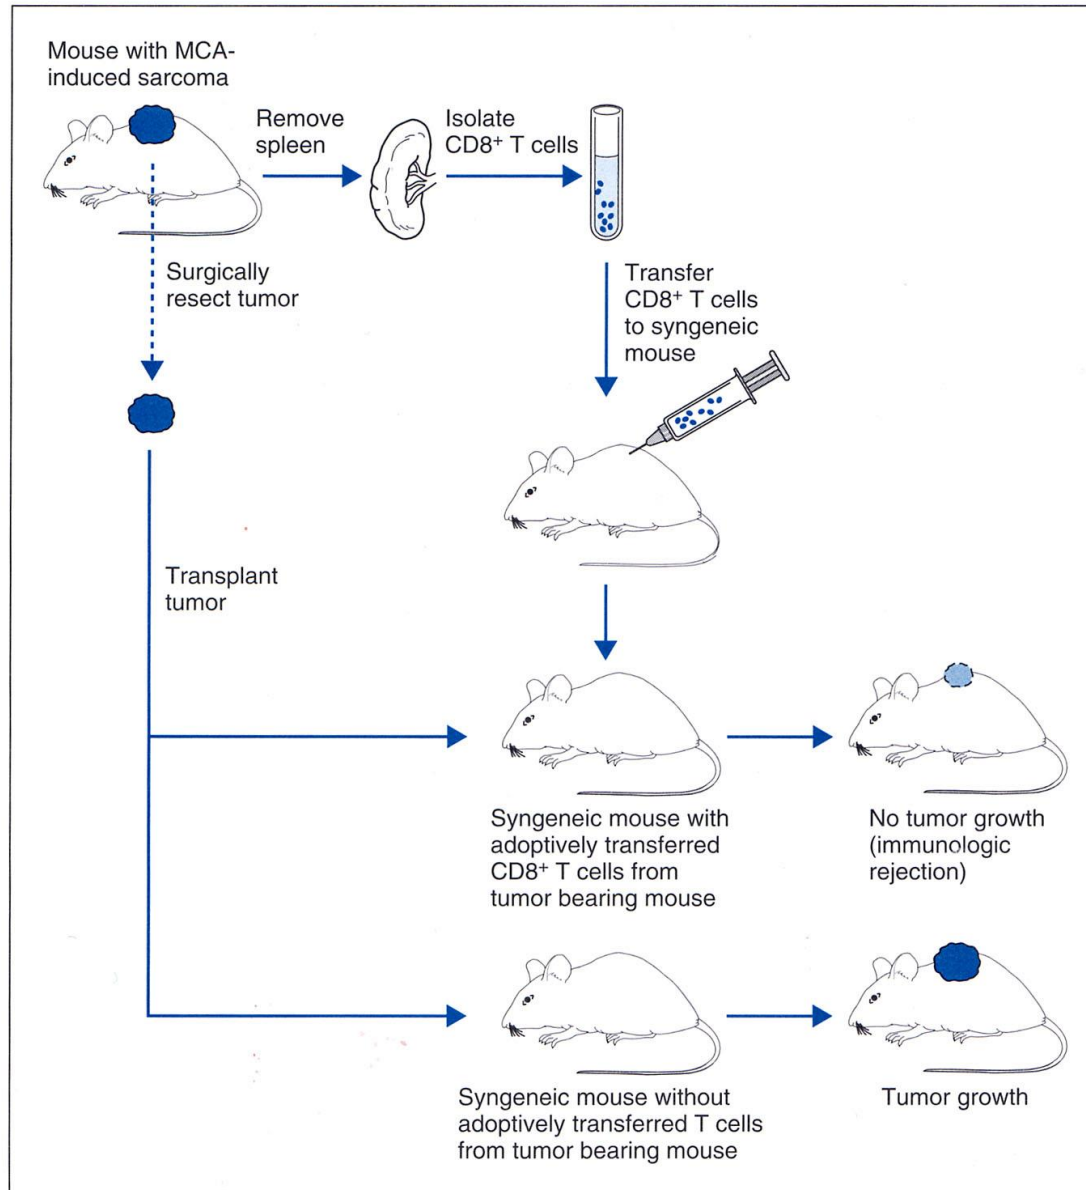 Mouse with MCA-
induced sarcoma
Remove
spleen
Isolate
CD8⁺ T cells
Surgically
resect tumor
Transfer
CD8⁺ T cells
to syngeneic
mouse
Transplant
tumor
Syngeneic mouse with
adoptively transferred
CD8⁺ T cells from
tumor bearing mouse
No tumor growth
(immunologic
rejection)
Syngeneic mouse without
adoptively transferred T cells
from tumor bearing mouse
Tumor growth